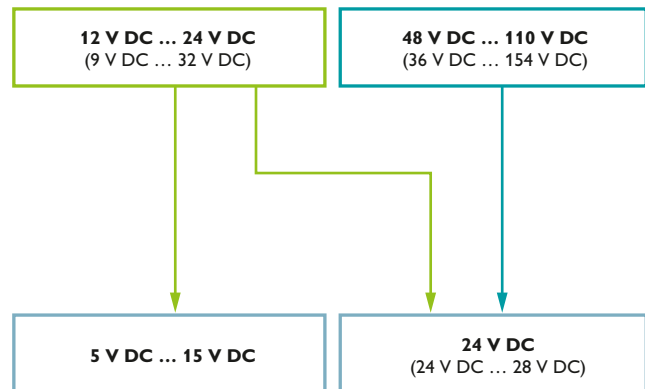 12 V DC … 24 V DC
(9 V DC … 32 V DC)
48 V DC … 110 V DC
(36 V DC … 154 V DC)
5 V DC … 15 V DC
24 V DC
(24 V DC … 28 V DC)